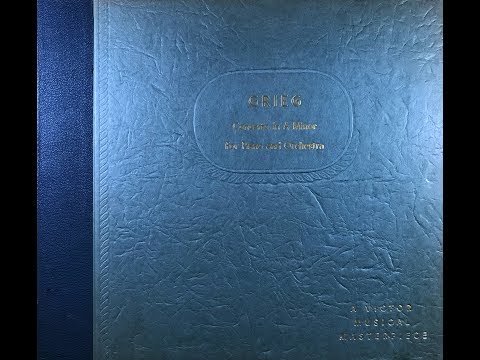 GRIEG
Concerto in A Minor
For Piano and Orchestra
A VICTOR
MUSICAL
MASTERPIECE